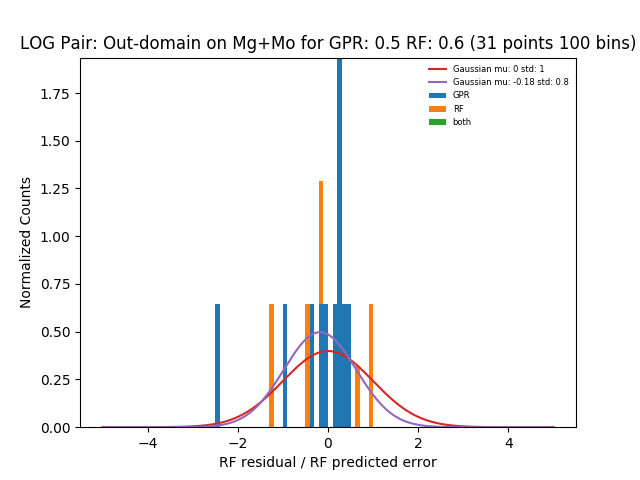 LOG Pair: Out-domain on Mg+Mo for GPR: 0.5 RF: 0.6 (31 points 100 bins)
Gaussian mu: 0 std: 1
Gaussian mu: -0.18 std: 0.8
GPR
RF
both
Normalized Counts
1.75
1.50
1.25
1.00
0.75
0.50
0.25
0.00
−4
−2
0
2
4
RF residual / RF predicted error